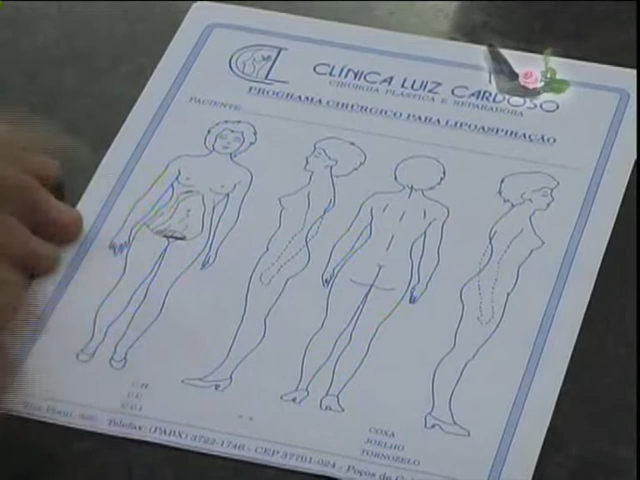 CL
CLÍNICA LUIZ CARDOSO
CIRURGIA PLÁSTICA E REPARADORA
PROGRAMA CIRÚRGICO PARA LIPOASPIRAÇÃO
PACIENTE
COXA
JOELHO
TORNOZELO
Telefax: (PABX) 3722-1746 - CEP 37701-024 - Poços de